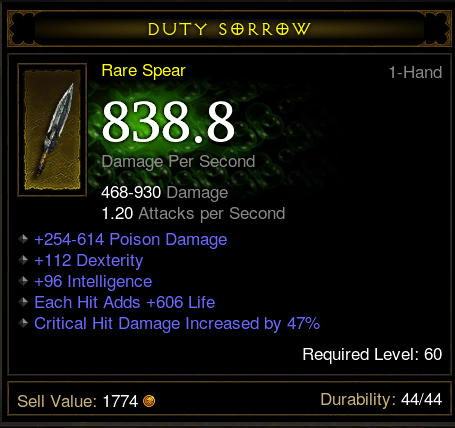 DUTY SORROW
Rare Spear
1-Hand
838.8
Damage Per Second
468-930 Damage
1.20 Attacks per Second
+254-614 Poison Damage
+112 Dexterity
+96 Intelligence
Each Hit Adds +606 Life
Critical Hit Damage Increased by 47%
Required Level: 60
Sell Value: 1774
Durability: 44/44